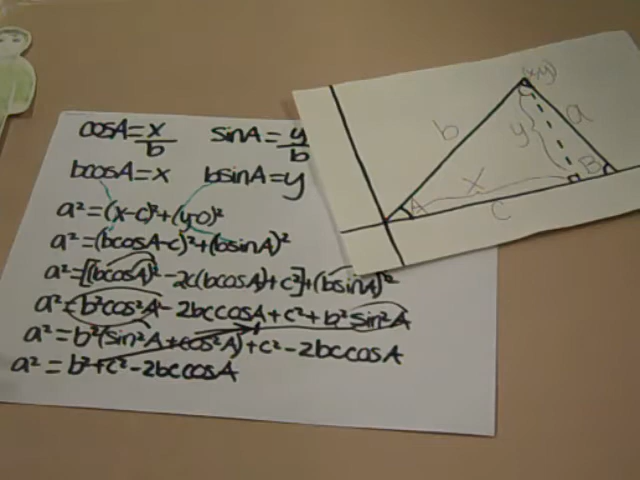 cosA = x/b sinA = y/b
bcosA = x bsinA = y
a² = (x-c)² + (y-0)²
a² = (bcosA-c)² + (bsinA)²
a² = [(bcosA)² - 2c(bcosA) + c²] + (bsinA)²
a² = b²cos²A - 2bccosA + c² + b²sin²A
a² = b²(sin²A + cos²A) + c² - 2bccosA
a² = b² + c² - 2bccosA
(x,y)
b
a
y
B
x
A
c